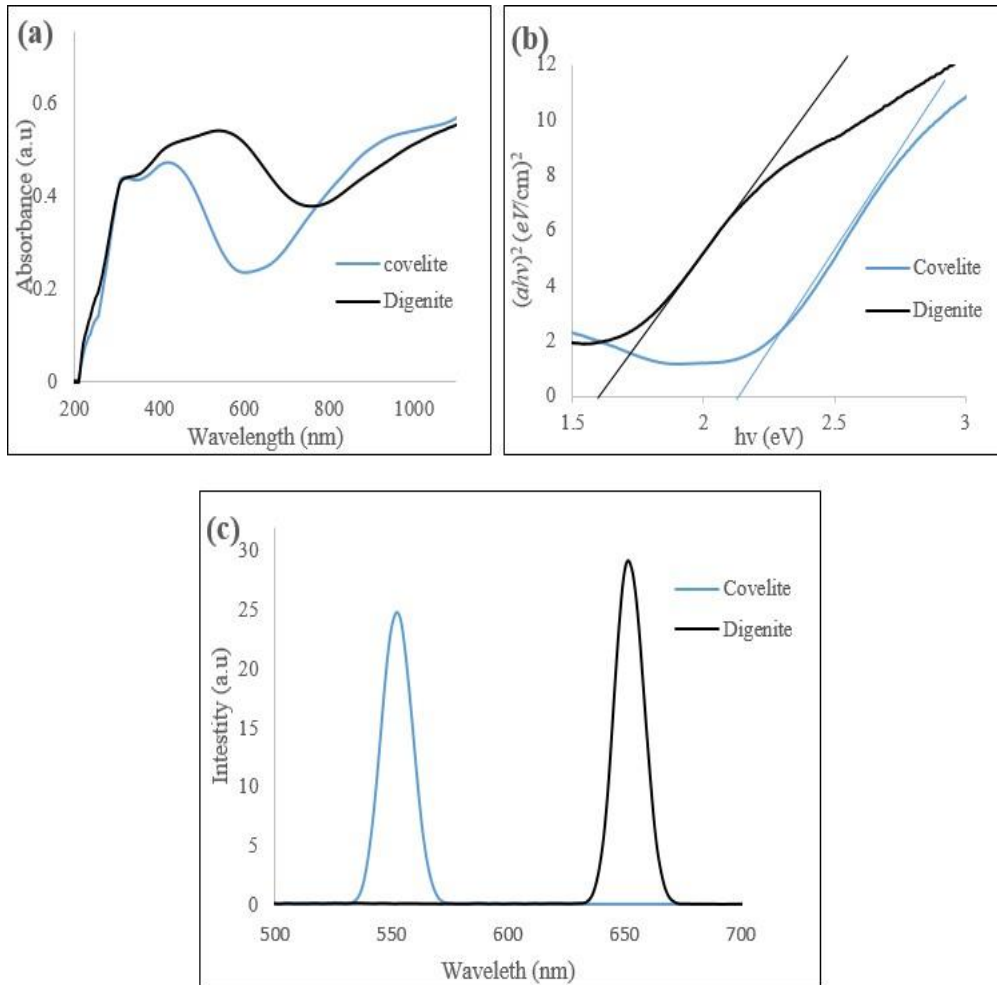 (a)
Absorbance (a.u)
0.6
0.4
0.2
0
covelite
Digenite
200 400 600 800 1000
Wavelength (nm)
(b)
(ahv)² (eV/cm)²
12
10
8
6
4
2
0
Covelite
Digenite
1.5 2 2.5 3
hv (eV)
(c)
Intestity (a.u)
30
25
20
15
10
5
0
Covelite
Digenite
500 550 600 650 700
Waveleth (nm)